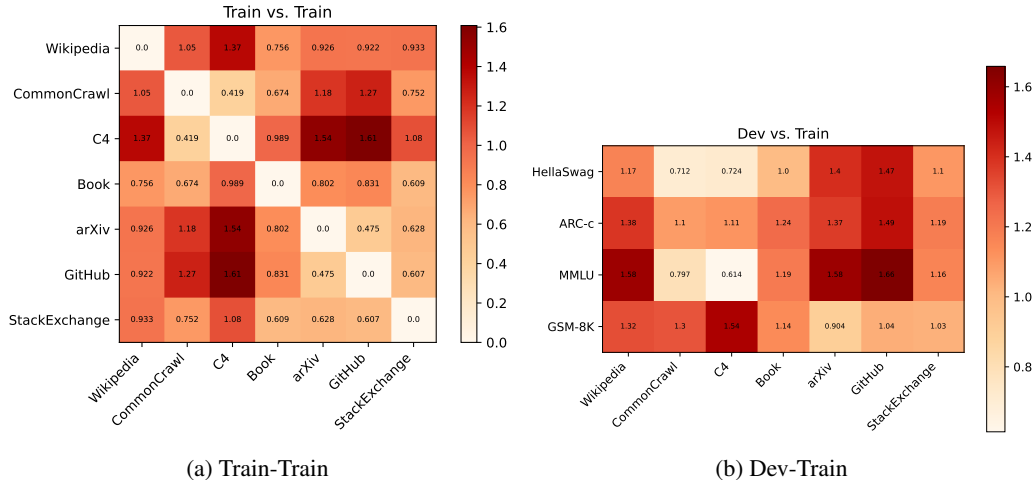 Train vs. Train
Wikipedia 0.0 1.05 1.37 0.756 0.926 0.922 0.933
CommonCrawl 1.05 0.0 0.419 0.674 1.18 1.27 0.752
C4 1.37 0.419 0.0 0.989 1.54 1.61 1.08
Book 0.756 0.674 0.989 0.0 0.802 0.831 0.609
arXiv 0.926 1.18 1.54 0.802 0.0 0.475 0.628
GitHub 0.922 1.27 1.61 0.831 0.475 0.0 0.607
StackExchange 0.933 0.752 1.08 0.609 0.628 0.607 0.0
Wikipedia CommonCrawl C4 Book arXiv GitHub StackExchange
1.6
1.4
1.2
1.0
0.8
0.6
0.4
0.2
0.0
(a) Train-Train
Dev vs. Train
HellaSwag 1.17 0.712 0.724 1.0 1.4 1.47 1.1
ARC-c 1.38 1.1 1.11 1.24 1.37 1.49 1.19
MMLU 1.58 0.797 0.614 1.19 1.58 1.66 1.16
GSM-8K 1.32 1.3 1.54 1.14 0.904 1.04 1.03
Wikipedia CommonCrawl C4 Book arXiv GitHub StackExchange
1.6
1.4
1.2
1.0
0.8
(b) Dev-Train